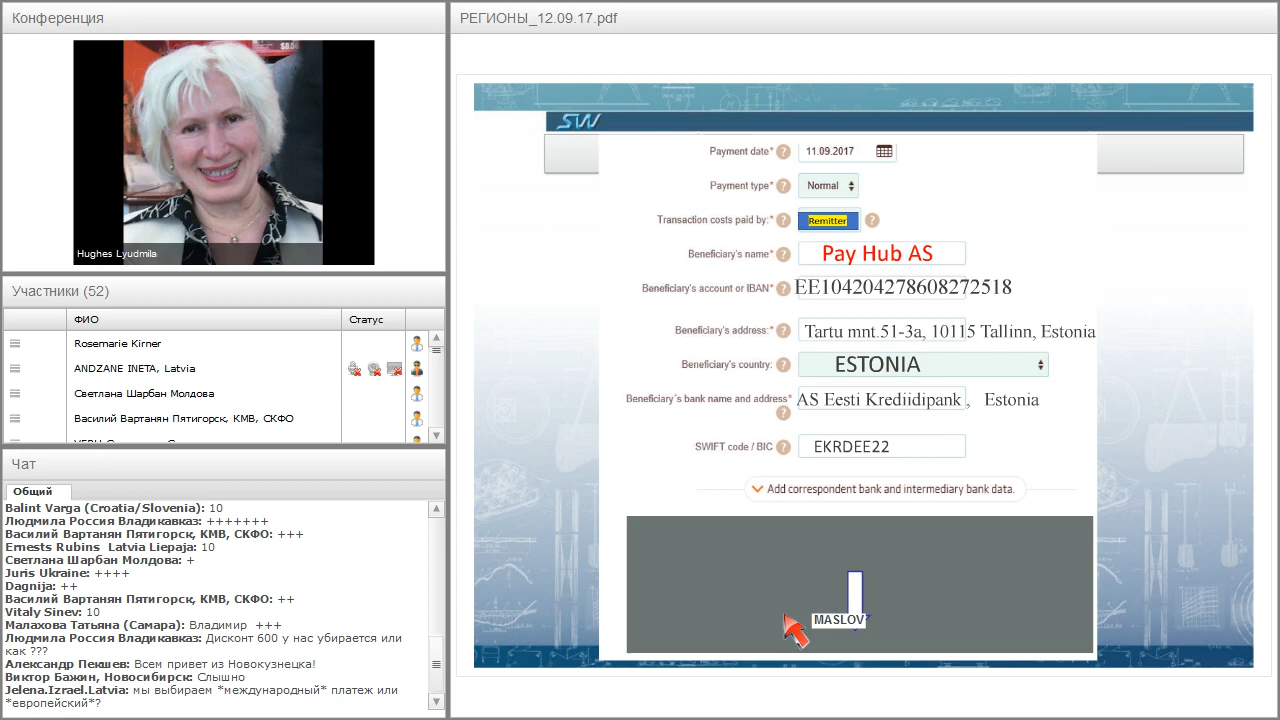 Конференция
$8.54
Hughes Lyudmila
Участники (52)
ФИО
Статус
Rosemarie Kirner
ANDZANE INETA, Latvia
Светлана Шарбан Молдова
Василий Вартанян Пятигорск, КМВ, СКФО
Чат
Общий
Balint Varga (Croatia/Slovenia): 10
Людмила Россия Владикавказ: +++++++
Василий Вартанян Пятигорск, КМВ, СКФО: +++
Ernests Rubins Latvia Liepaja: 10
Светлана Шарбан Молдова: +
Juris Ukraine: ++++
Dagnija: ++
Василий Вартанян Пятигорск, КМВ, СКФО: ++
Vitaly Sinev: 10
Малахова Татьяна (Самара): Владимир +++
Людмила Россия Владикавказ: Дисконт 600 у нас убирается или
как ???
Александр Пекшев: Всем привет из Новокузнецка!
Виктор Бажин, Новосибирск: Слышно
Jelena.Izrael.Latvia: мы выбираем *международный* платеж или
*европейский*?
РЕГИОНЫ_12.09.17.pdf
SW
Payment date* ? 11.09.2017
Payment type* ? Normal
Transaction costs paid by:* ? Remitter ?
Beneficiary's name* ? Pay Hub AS
Beneficiary's account or IBAN* ? EE104204278608272518
Beneficiary's address:* ? Tartu mnt 51-3a, 10115 Tallinn, Estonia
Beneficiary's country: ? ESTONIA
Beneficiary's bank name and address* ? AS Eesti Krediidipank , Estonia
SWIFT code / BIC ? EKRDEE22
Add correspondent bank and intermediary bank data.
MASLOV